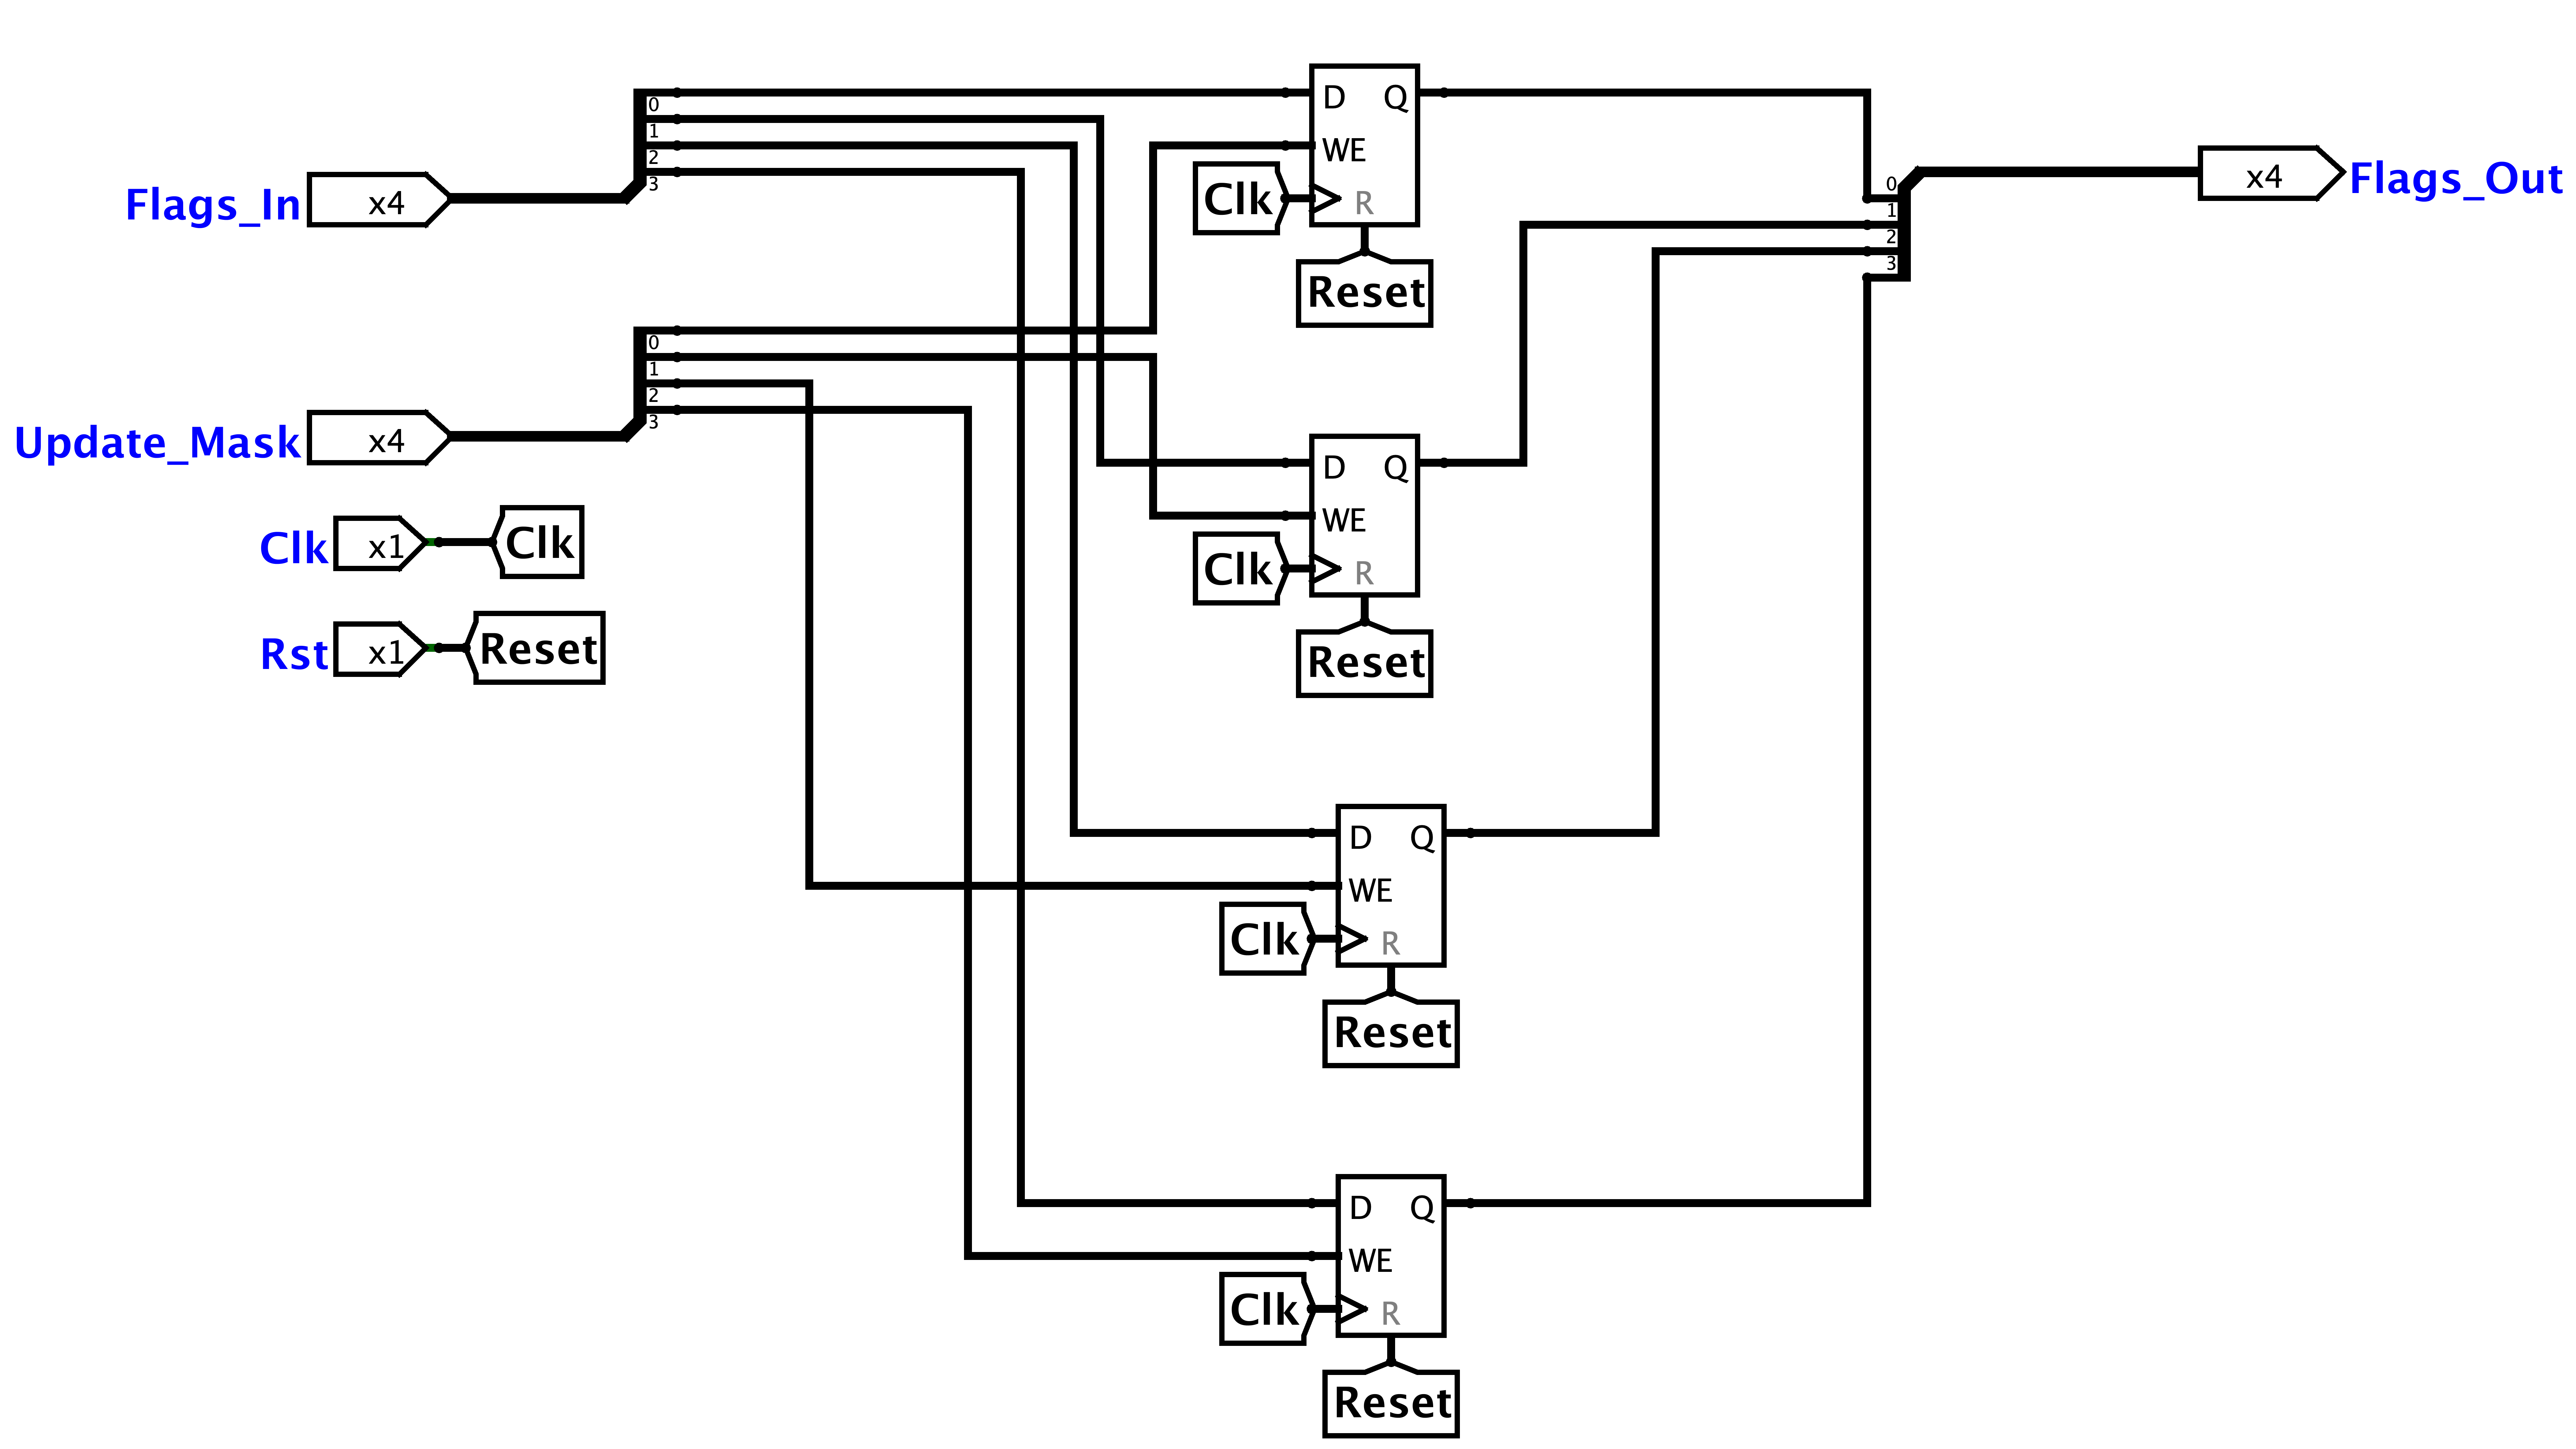 Flags_In
x4
0
1
2
3
D Q
WE
Clk
R
Reset
0
1
2
3
x4
Flags_Out
Update_Mask
x4
0
1
2
3
D Q
WE
Clk
R
Reset
Clk
x1
Clk
Rst
x1
Reset
D Q
WE
Clk
R
Reset
D Q
WE
Clk
R
Reset